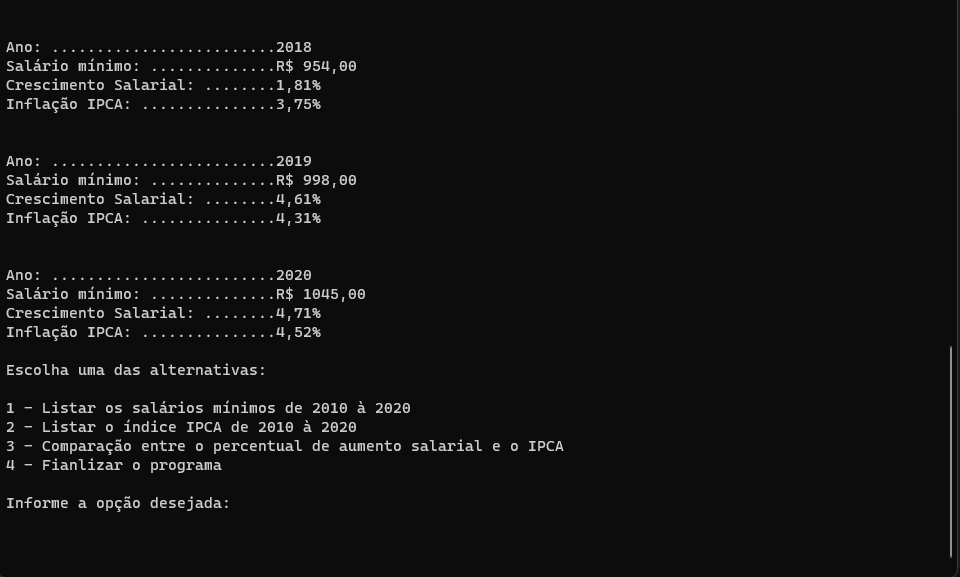 Ano: .........................2018
Salário mínimo: ..............R$ 954,00
Crescimento Salarial: ........1,81%
Inflação IPCA: ...............3,75%
Ano: .........................2019
Salário mínimo: ..............R$ 998,00
Crescimento Salarial: ........4,61%
Inflação IPCA: ...............4,31%
Ano: .........................2020
Salário mínimo: ..............R$ 1045,00
Crescimento Salarial: ........4,71%
Inflação IPCA: ...............4,52%
Escolha uma das alternativas:
1 - Listar os salários mínimos de 2010 à 2020
2 - Listar o índice IPCA de 2010 à 2020
3 - Comparação entre o percentual de aumento salarial e o IPCA
4 - Fianlizar o programa
Informe a opção desejada: